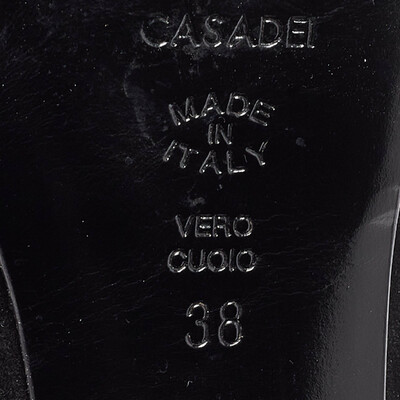 CASADEI
MADE
IN
ITALY
VERO
CUOIO
38